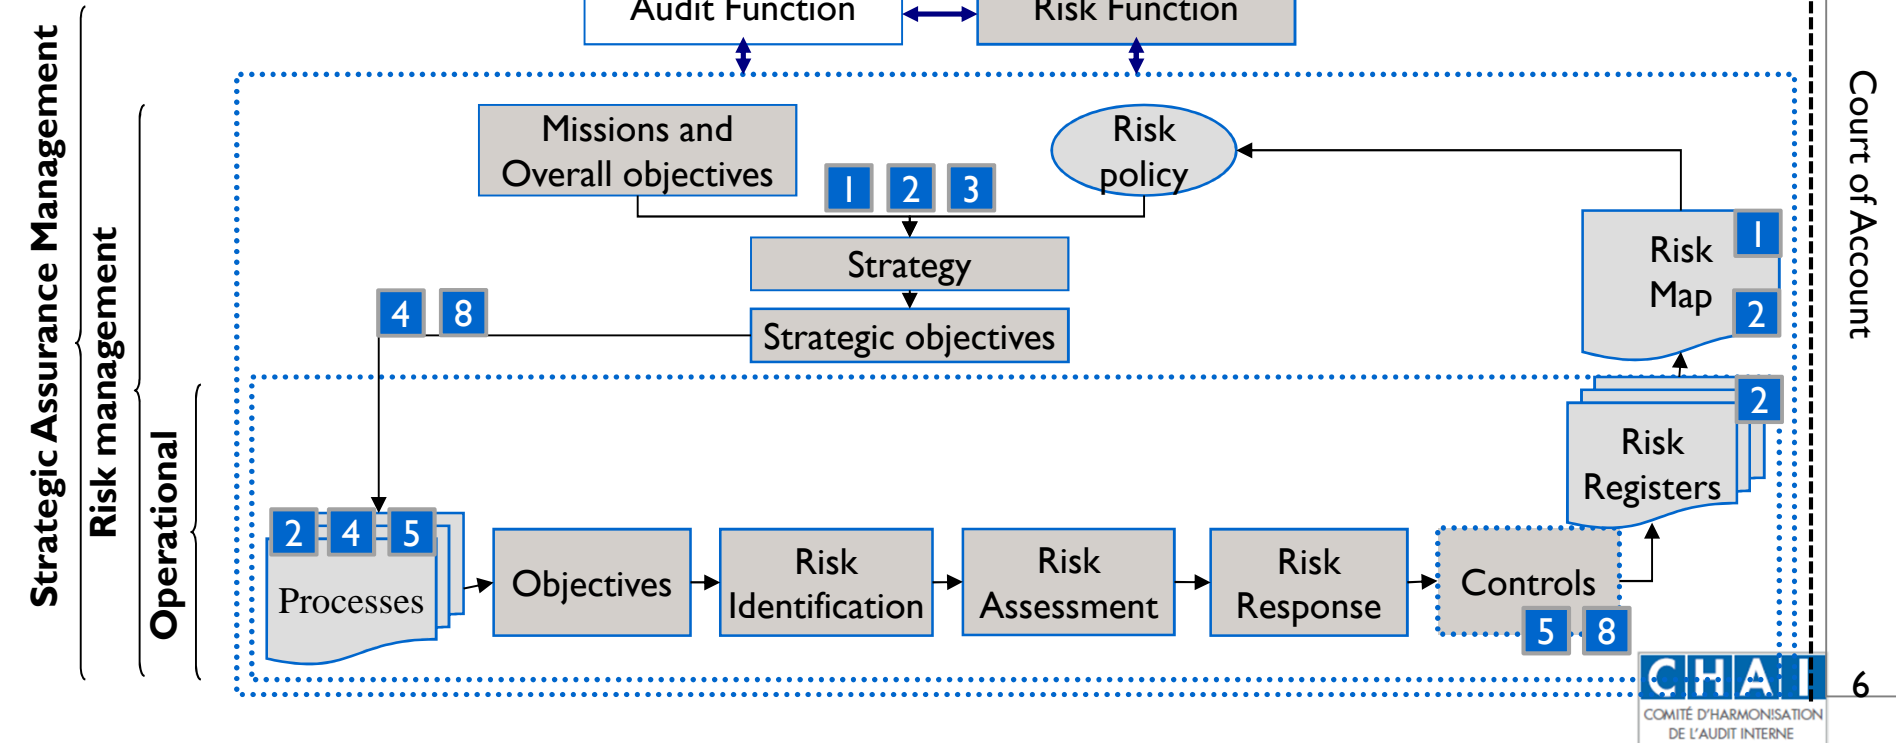 Audit Function
Risk Function
Strategic Assurance Management
Risk management
Operational
Court of Account
Missions and
Overall objectives
Risk
policy
1 2 3
Strategy
Strategic objectives
4 8
Risk
Map
1
2
2
Risk
Registers
2 4 5
Processes
Objectives
Risk
Identification
Risk
Assessment
Risk
Response
Controls
5 8
CHAI
COMITÉ D'HARMONISATION
DE L'AUDIT INTERNE
6